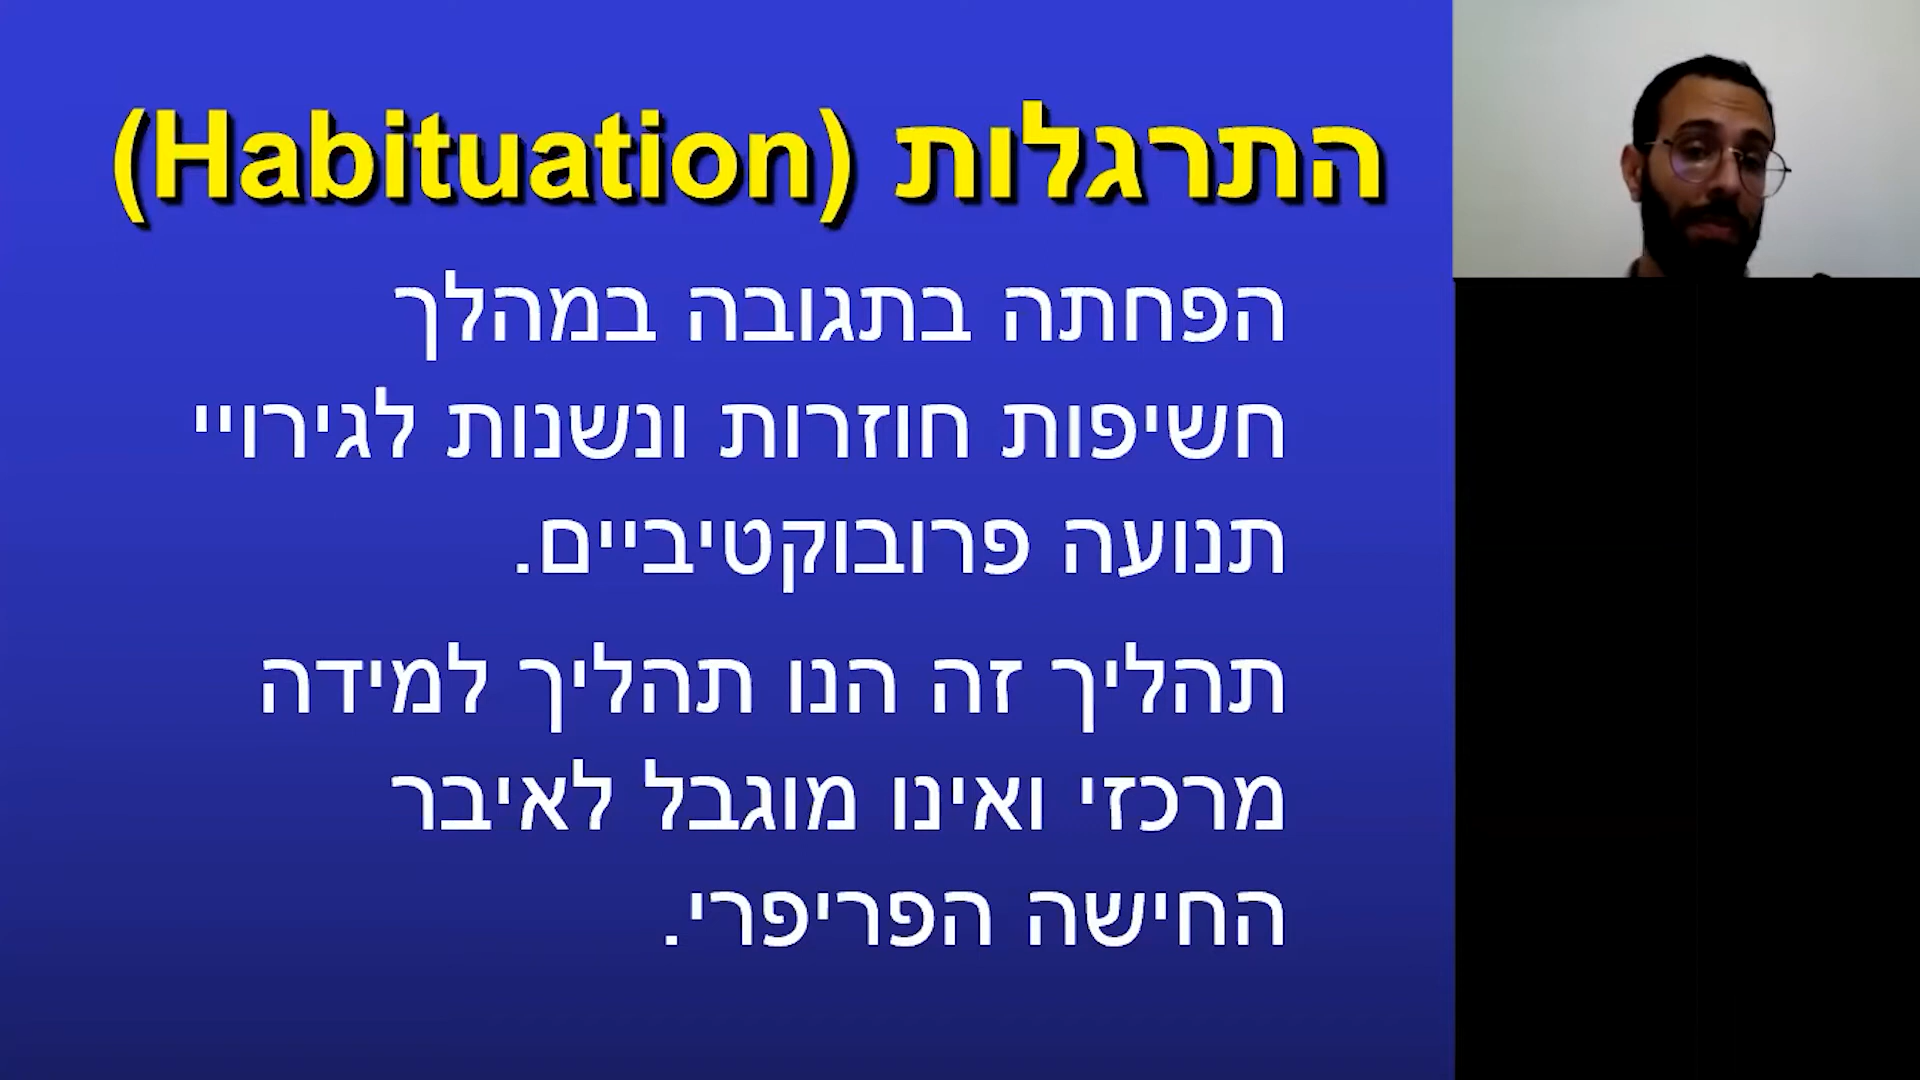 התרגלות (Habituation)
הפחתה בתגובה במהלך
חשיפות חוזרות ונשנות לגירויי
תנועה פרובוקטיביים.
תהליך זה הנו תהליך למידה
מרכזי ואינו מוגבל לאיבר
החישה הפריפרי.